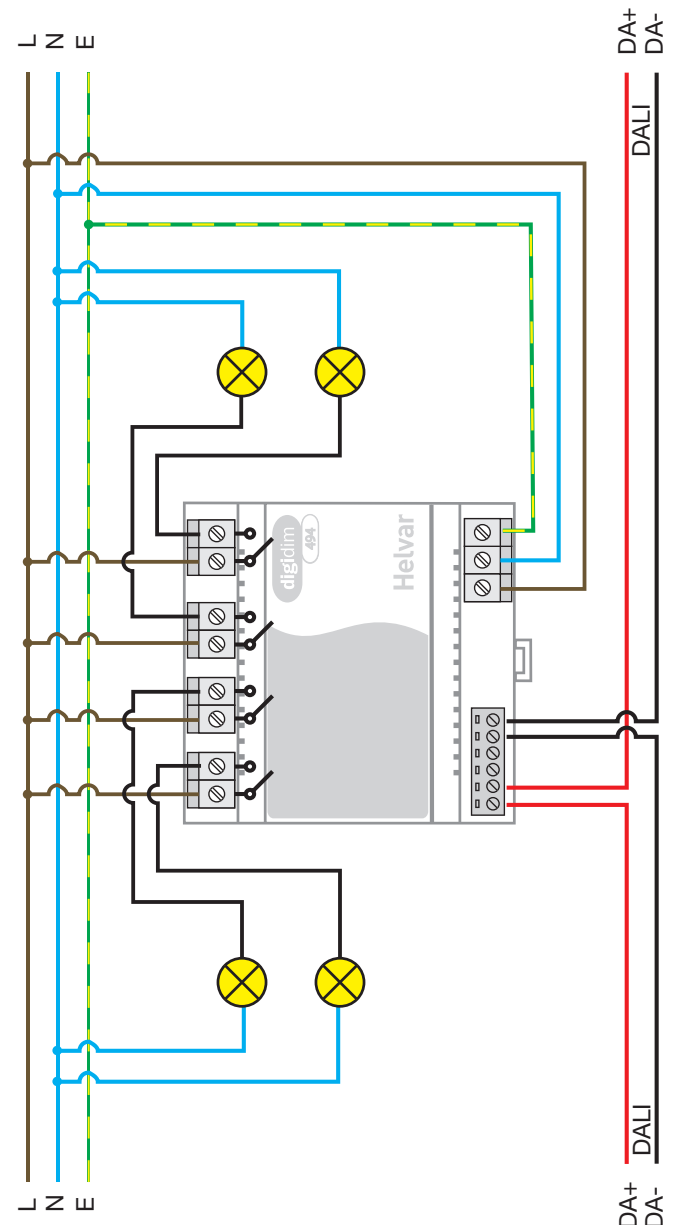 L
N
E
DA+
DA-
DALI
digidim
494
Helvar
L
N
E
DALI
DA+
DA-